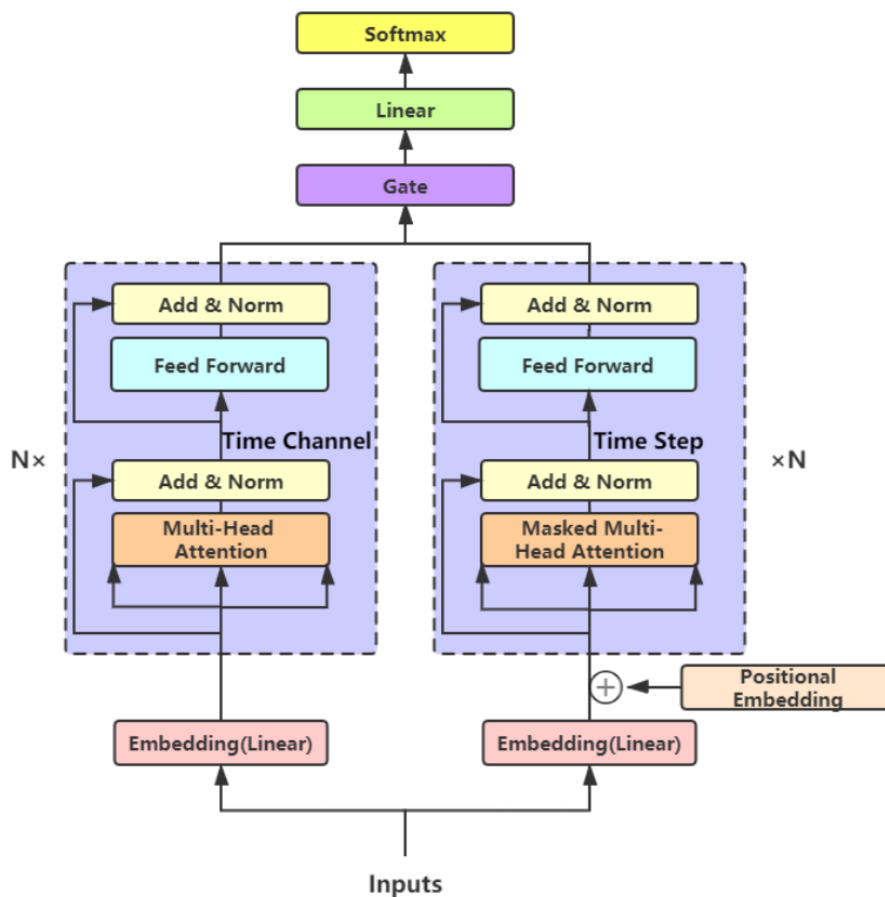 Softmax
Linear
Gate
Add & Norm
Feed Forward
Time Channel
Add & Norm
Multi-Head
Attention
N×
Embedding(Linear)
Add & Norm
Feed Forward
Time Step
Add & Norm
Masked Multi-
Head Attention
×N
Positional
Embedding
Embedding(Linear)
Inputs